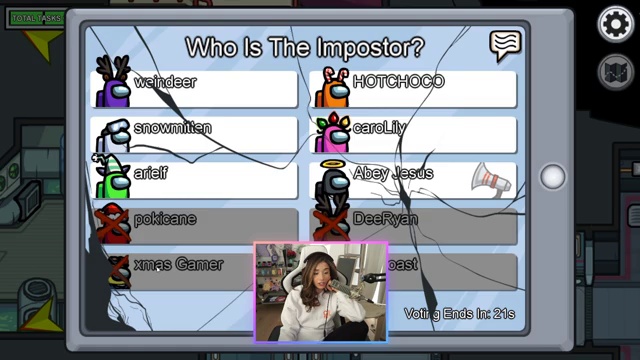 TOTAL TASKS
Who Is The Impostor?
weindeer
HOTCHOCO
snowmitten
caroLily
arielf
Abey Jesus
pokicane
DeeRyan
xmas Gamer
oast
Voting Ends In: 21s